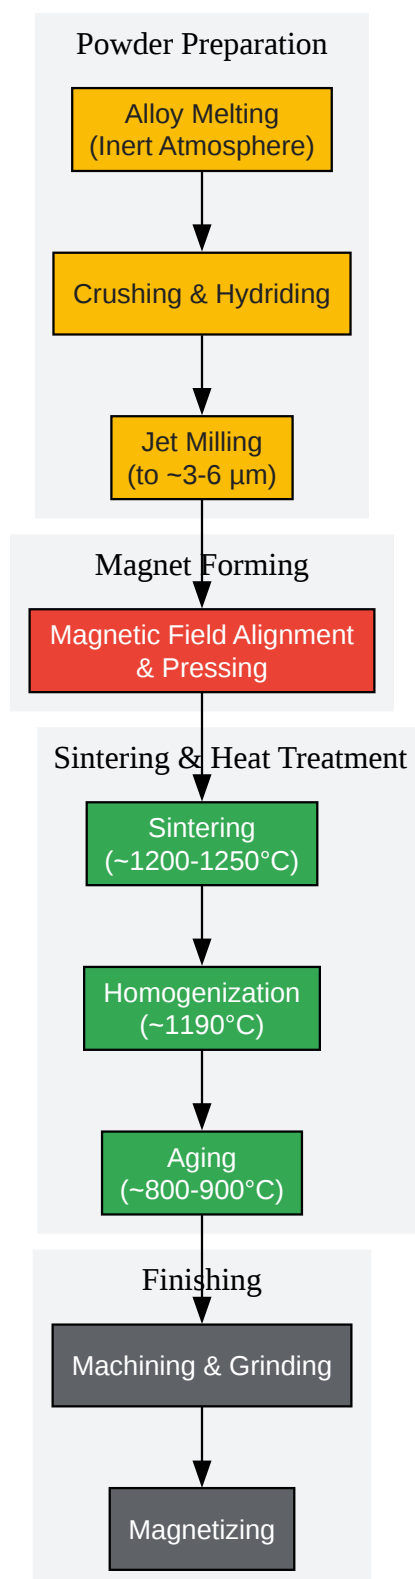 Powder Preparation
Alloy Melting
(Inert Atmosphere)
Crushing & Hydriding
Jet Milling
(to ~3-6 µm)
Magnet Forming
Magnetic Field Alignment
& Pressing
Sintering & Heat Treatment
Sintering
(~1200-1250°C)
Homogenization
(~1190°C)
Aging
(~800-900°C)
Finishing
Machining & Grinding
Magnetizing